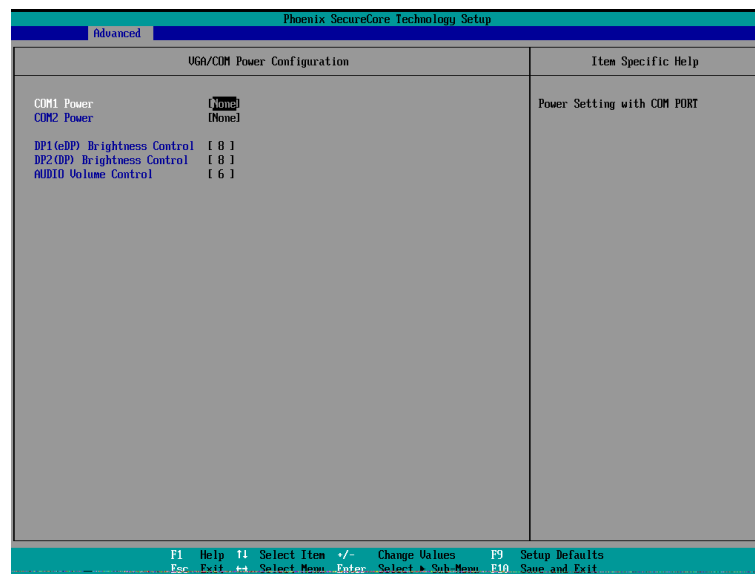 Phoenix SecureCore Technology Setup
Advanced
VGA/COM Power Configuration
Item Specific Help
COM1 Power [None]
Power Setting with COM PORT
COM2 Power [None]
DP1(eDP) Brightness Control [ 8 ]
DP2(DP) Brightness Control [ 8 ]
AUDIO Volume Control [ 6 ]
F1 Help ↑↓ Select Item +/- Change Values F9 Setup Defaults
Esc Exit ↔ Select Menu Enter Select ▶ Sub-Menu F10 Save and Exit